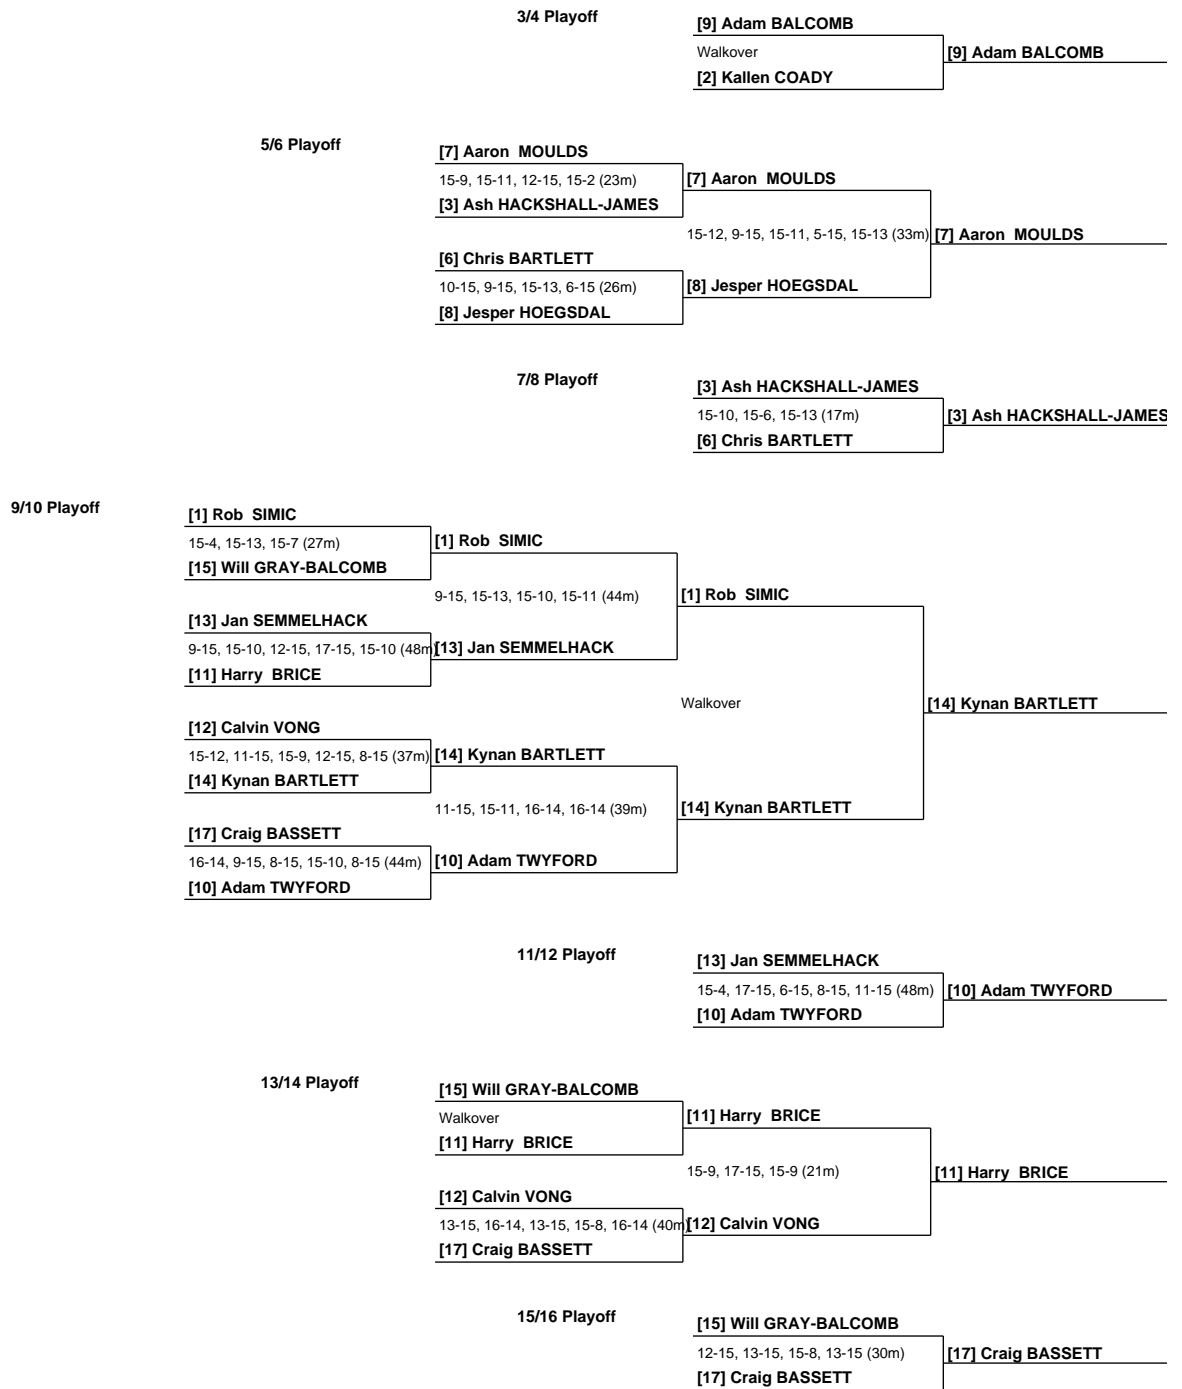 3/4 Playoff
[9] Adam BALCOMB
Walkover
[9] Adam BALCOMB
[2] Kallen COADY
5/6 Playoff
[7] Aaron MOULDS
15-9, 15-11, 12-15, 15-2 (23m)
[7] Aaron MOULDS
[3] Ash HACKSHALL-JAMES
15-12, 9-15, 15-11, 5-15, 15-13 (33m)
[7] Aaron MOULDS
[6] Chris BARTLETT
10-15, 9-15, 15-13, 6-15 (26m)
[8] Jesper HOEGSDAL
[8] Jesper HOEGSDAL
7/8 Playoff
[3] Ash HACKSHALL-JAMES
15-10, 15-6, 15-13 (17m)
[3] Ash HACKSHALL-JAMES
[6] Chris BARTLETT
9/10 Playoff
[1] Rob SIMIC
15-4, 15-13, 15-7 (27m)
[1] Rob SIMIC
[15] Will GRAY-BALCOMB
9-15, 15-13, 15-10, 15-11 (44m)
[1] Rob SIMIC
[13] Jan SEMMELHACK
9-15, 15-10, 12-15, 17-15, 15-10 (48m)
[13] Jan SEMMELHACK
[11] Harry BRICE
Walkover
[14] Kynan BARTLETT
[12] Calvin VONG
15-12, 11-15, 15-9, 12-15, 8-15 (37m)
[14] Kynan BARTLETT
[14] Kynan BARTLETT
11-15, 15-11, 16-14, 16-14 (39m)
[14] Kynan BARTLETT
[17] Craig BASSETT
16-14, 9-15, 8-15, 15-10, 8-15 (44m)
[10] Adam TWYFORD
[10] Adam TWYFORD
11/12 Playoff
[13] Jan SEMMELHACK
15-4, 17-15, 6-15, 8-15, 11-15 (48m)
[10] Adam TWYFORD
[10] Adam TWYFORD
13/14 Playoff
[15] Will GRAY-BALCOMB
Walkover
[11] Harry BRICE
[11] Harry BRICE
15-9, 17-15, 15-9 (21m)
[11] Harry BRICE
[12] Calvin VONG
13-15, 16-14, 13-15, 15-8, 16-14 (40m)
[12] Calvin VONG
[17] Craig BASSETT
15/16 Playoff
[15] Will GRAY-BALCOMB
12-15, 13-15, 15-8, 13-15 (30m)
[17] Craig BASSETT
[17] Craig BASSETT